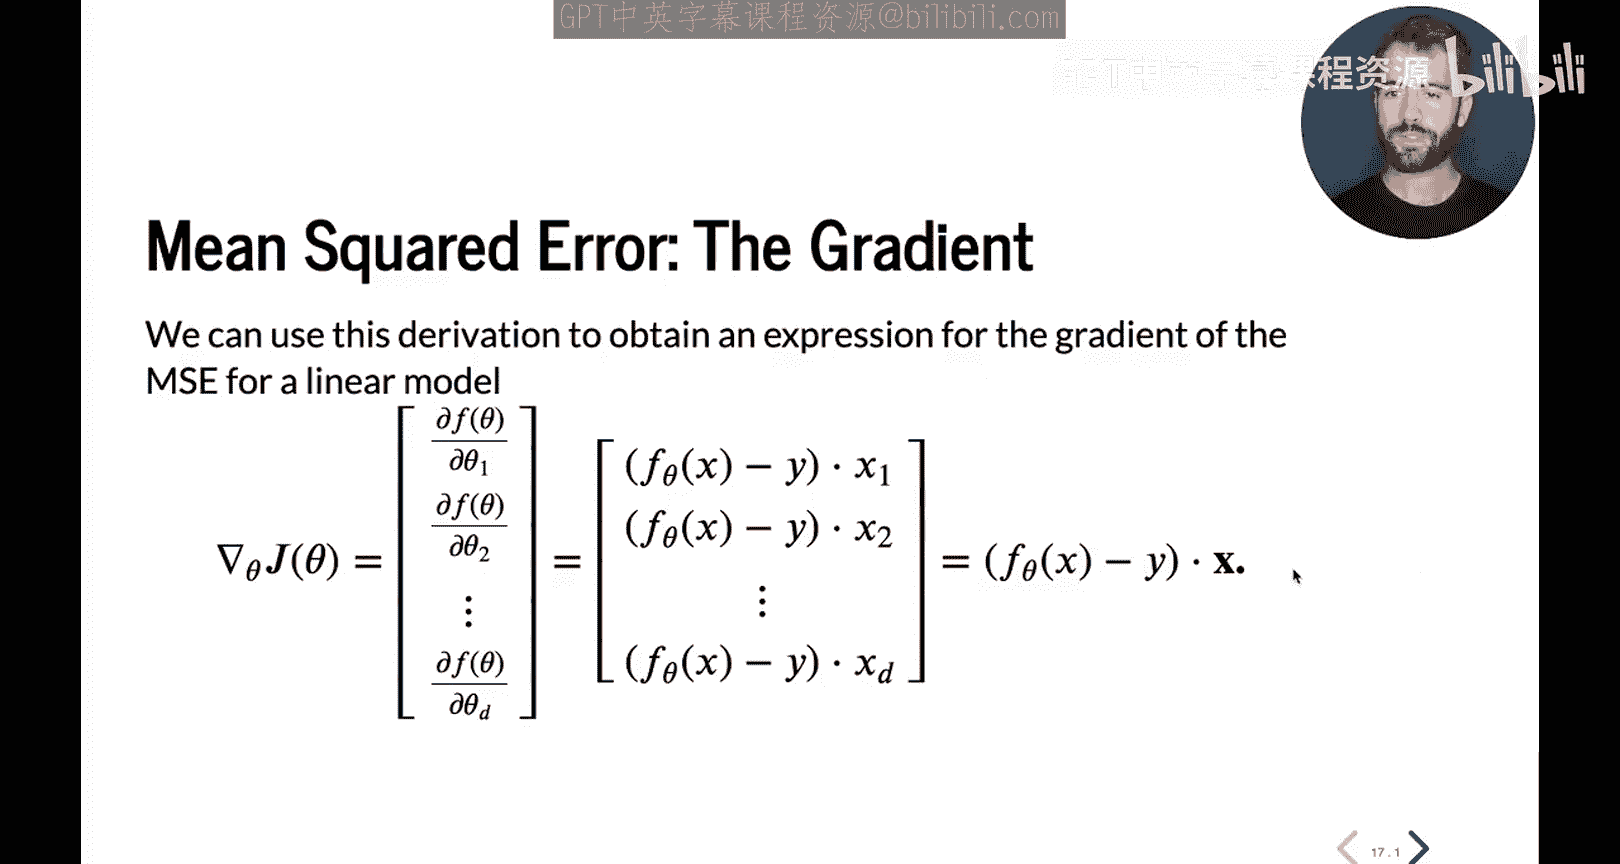 GPT中英字幕课程资源@bilibili.com
课程资源 bilibili
Mean Squared Error: The Gradient
We can use this derivation to obtain an expression for the gradient of the
MSE for a linear model
∇θJ(θ) = [ ∂f(θ)/∂θ1 ∂f(θ)/∂θ2 ⋮ ∂f(θ)/∂θd ] = [ (fθ(x) − y) · x1 (fθ(x) − y) · x2 ⋮ (fθ(x) − y) · xd ] = (fθ(x) − y) · x.
17.1